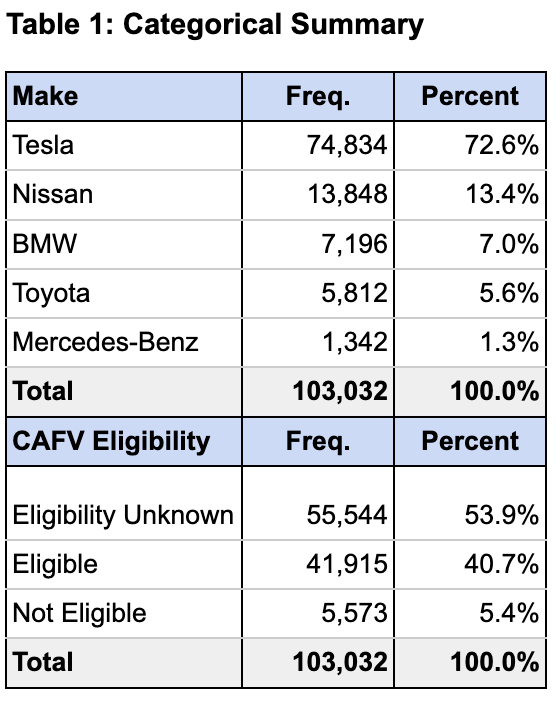 Table 1: Categorical Summary
Make Freq. Percent
Tesla 74,834 72.6%
Nissan 13,848 13.4%
BMW 7,196 7.0%
Toyota 5,812 5.6%
Mercedes-Benz 1,342 1.3%
Total 103,032 100.0%
CAFV Eligibility Freq. Percent
Eligibility Unknown 55,544 53.9%
Eligible 41,915 40.7%
Not Eligible 5,573 5.4%
Total 103,032 100.0%